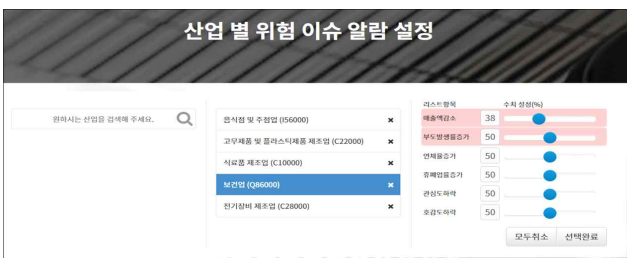 산업 별 위험 이슈 알람 설정
원하시는 산업을 검색해 주세요.
음식점 및 주점업 (I56000)
고무제품 및 플라스틱제품 제조업 (C22000)
식료품 제조업 (C10000)
보건업 (Q86000)
전기장비 제조업 (C28000)
리스트항목 수치 설정(%)
매출액감소 38
부도발생률증가 50
연체율증가 50
휴폐업률증가 50
관심도하락 50
호감도하락 50
모두취소 선택완료